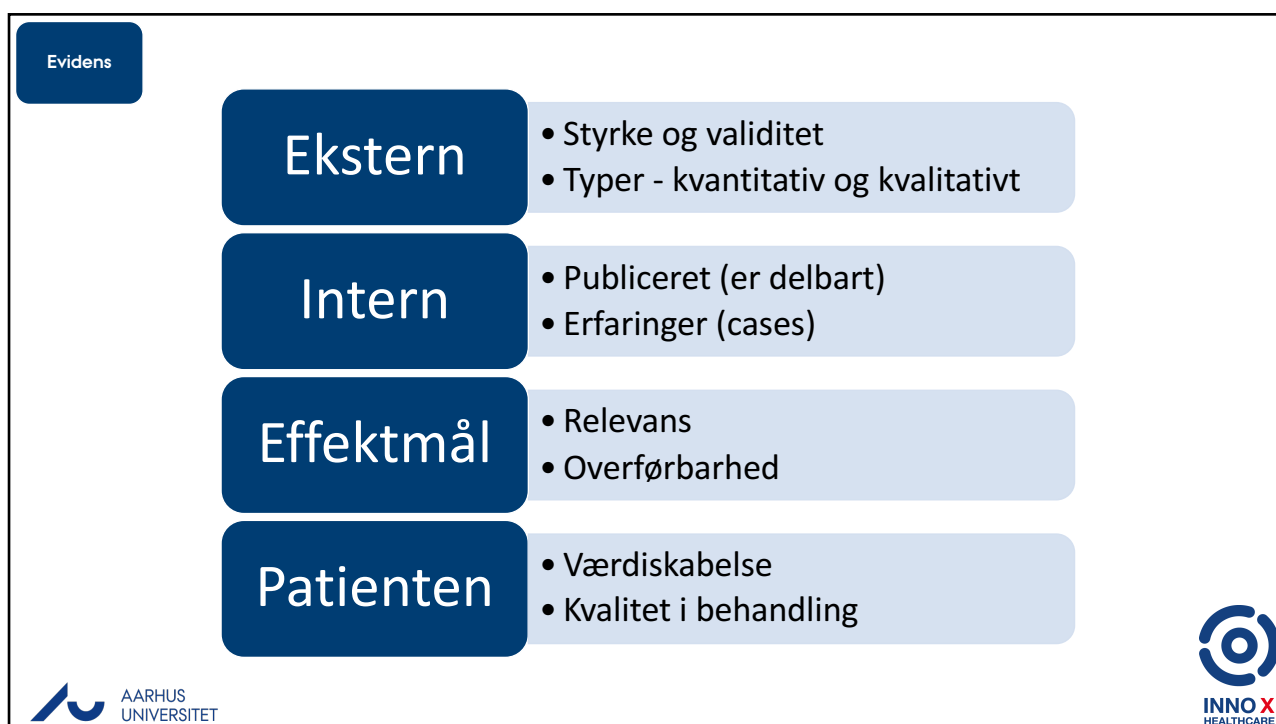 Evidens
Ekstern
• Styrke og validitet
• Typer - kvantitativ og kvalitativt
Intern
• Publiceret (er delbart)
• Erfaringer (cases)
Effektmål
• Relevans
• Overførbarhed
Patienten
• Værdiskabelse
• Kvalitet i behandling
AARHUS
UNIVERSITET
INNO X
HEALTHCARE